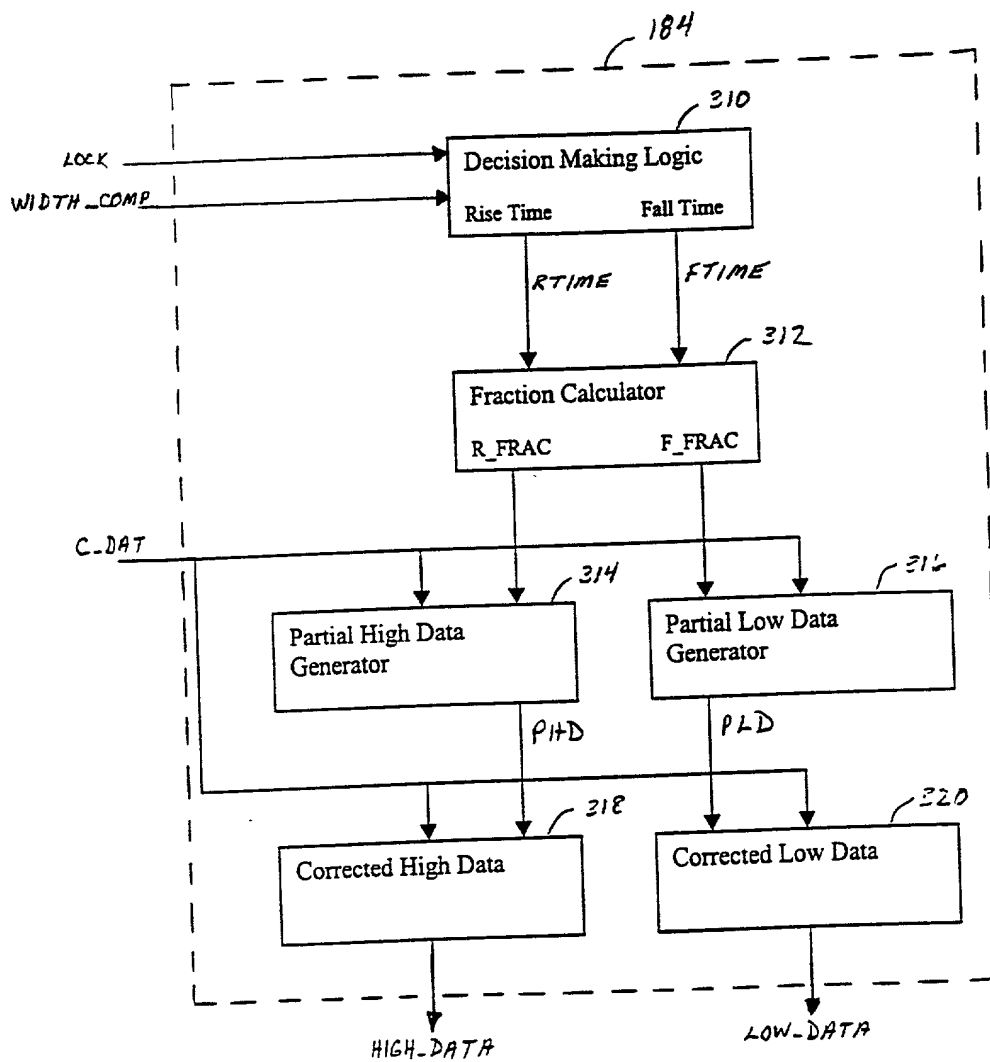 184
310
LOCK
Decision Making Logic
WIDTH_COMP
Rise Time Fall Time
RTIME FTIME
312
Fraction Calculator
R_FRAC F_FRAC
C_DAT
314 316
Partial High Data
Generator
Partial Low Data
Generator
PHD PLD
318 320
Corrected High Data Corrected Low Data
HIGH_DATA LOW_DATA